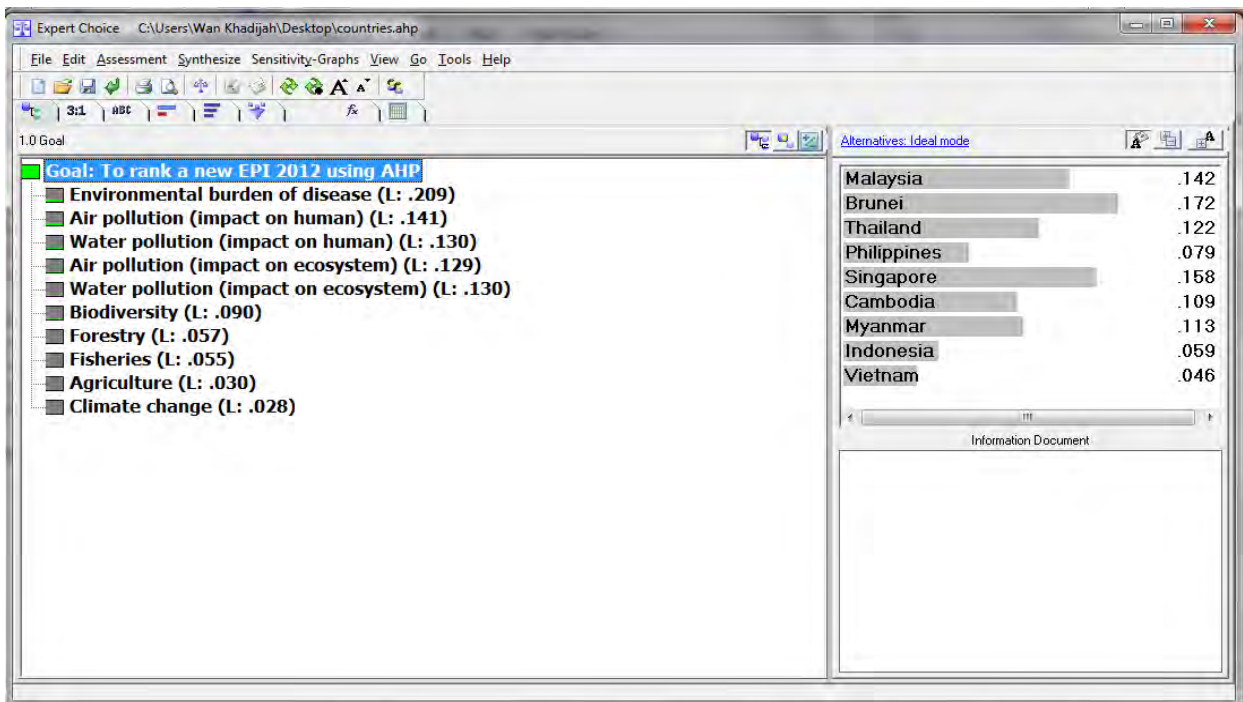 Expert Choice C:\Users\Wan Khadijah\Desktop\countries.ahp
File Edit Assessment Synthesize Sensitivity-Graphs View Go Tools Help
3:1 ABC fx
1.0 Goal
Goal: To rank a new EPI 2012 using AHP
Environmental burden of disease (L: .209)
Air pollution (impact on human) (L: .141)
Water pollution (impact on human) (L: .130)
Air pollution (impact on ecosystem) (L: .129)
Water pollution (impact on ecosystem) (L: .130)
Biodiversity (L: .090)
Forestry (L: .057)
Fisheries (L: .055)
Agriculture (L: .030)
Climate change (L: .028)
Alternatives: Ideal mode
Malaysia .142
Brunei .172
Thailand .122
Philippines .079
Singapore .158
Cambodia .109
Myanmar .113
Indonesia .059
Vietnam .046
Information Document